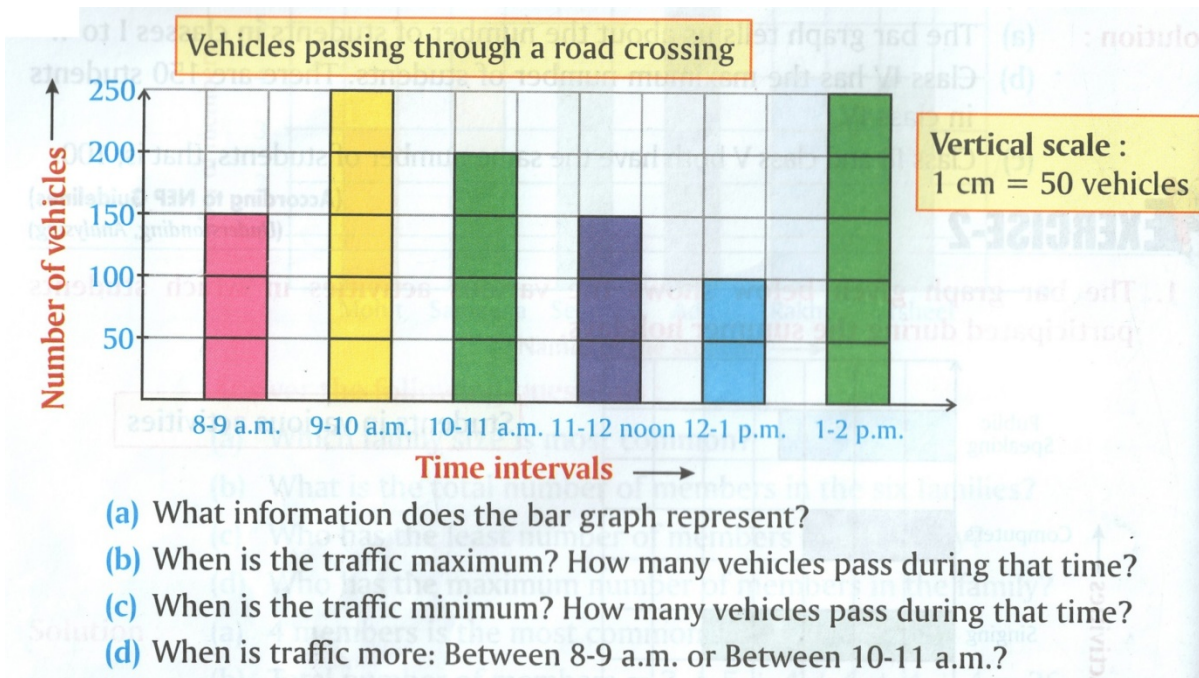 Vehicles passing through a road crossing
250
200
150
100
50
Number of vehicles
Vertical scale :
1 cm = 50 vehicles
8-9 a.m. 9-10 a.m. 10-11 a.m. 11-12 noon 12-1 p.m. 1-2 p.m.
Time intervals
(a) What information does the bar graph represent?
(b) When is the traffic maximum? How many vehicles pass during that time?
(c) When is the traffic minimum? How many vehicles pass during that time?
(d) When is traffic more: Between 8-9 a.m. or Between 10-11 a.m.?